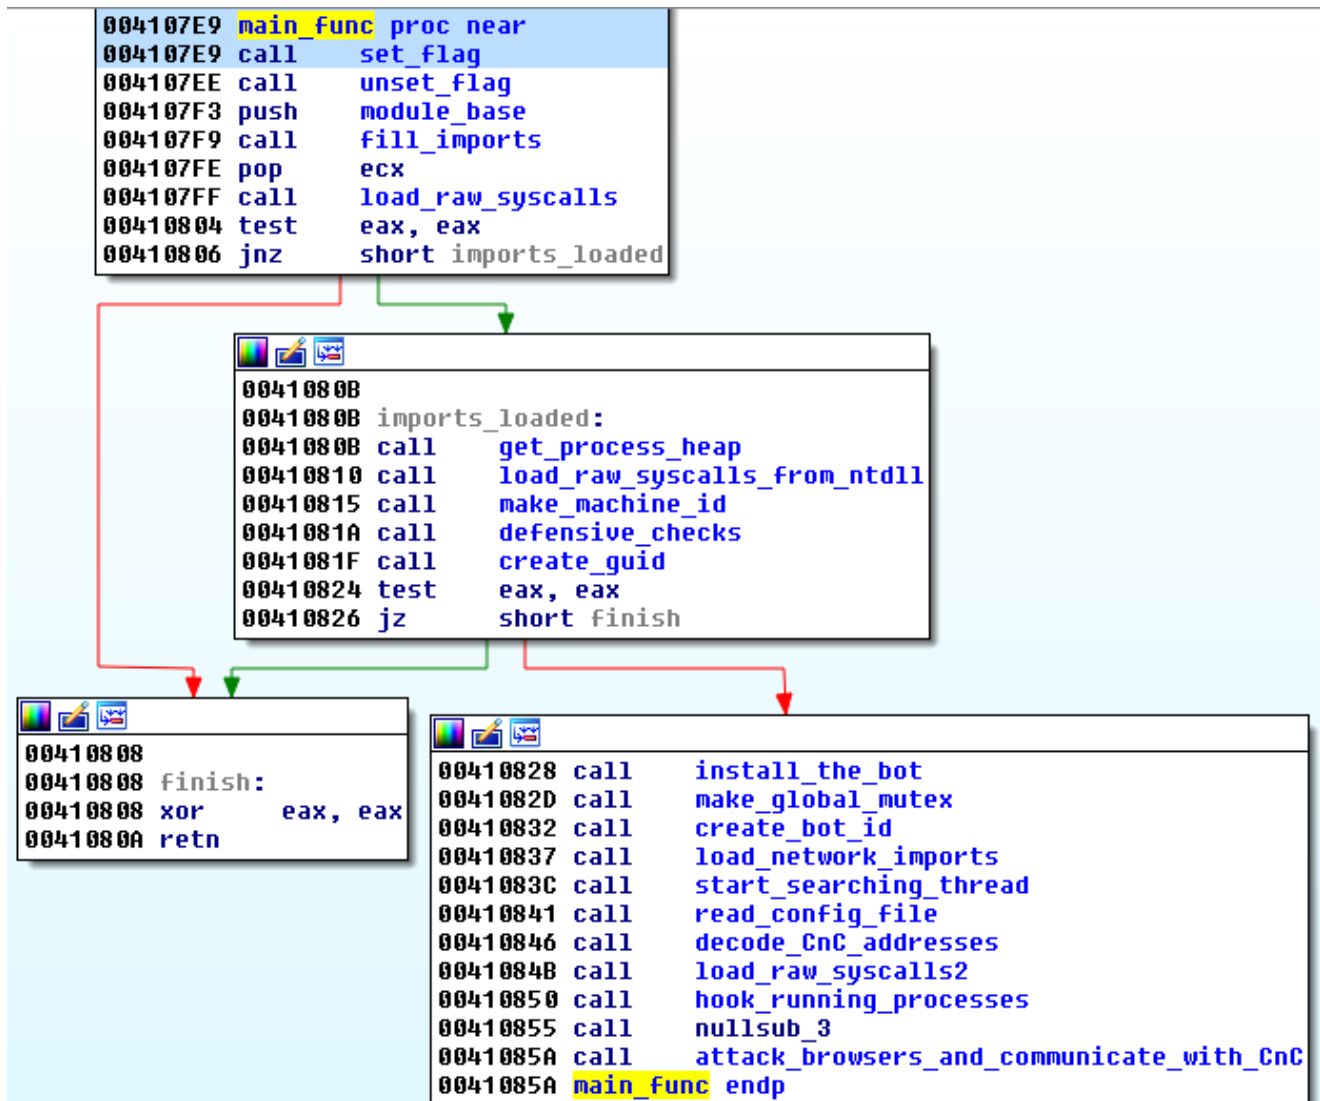 004107E9 main_func proc near
004107E9 call set_flag
004107EE call unset_flag
004107F3 push module_base
004107F9 call fill_imports
004107FE pop ecx
004107FF call load_raw_syscalls
00410804 test eax, eax
00410806 jnz short imports_loaded
0041080B
0041080B imports_loaded:
0041080B call get_process_heap
00410810 call load_raw_syscalls_from_ntdll
00410815 call make_machine_id
0041081A call defensive_checks
0041081F call create_guid
00410824 test eax, eax
00410826 jz short finish
00410808
00410808 finish:
00410808 xor eax, eax
0041080A retn
00410828 call install_the_bot
0041082D call make_global_mutex
00410832 call create_bot_id
00410837 call load_network_imports
0041083C call start_searching_thread
00410841 call read_config_file
00410846 call decode_CnC_addresses
0041084B call load_raw_syscalls2
00410850 call hook_running_processes
00410855 call nullsub_3
0041085A call attack_browsers_and_communicate_with_CnC
0041085A main_func endp